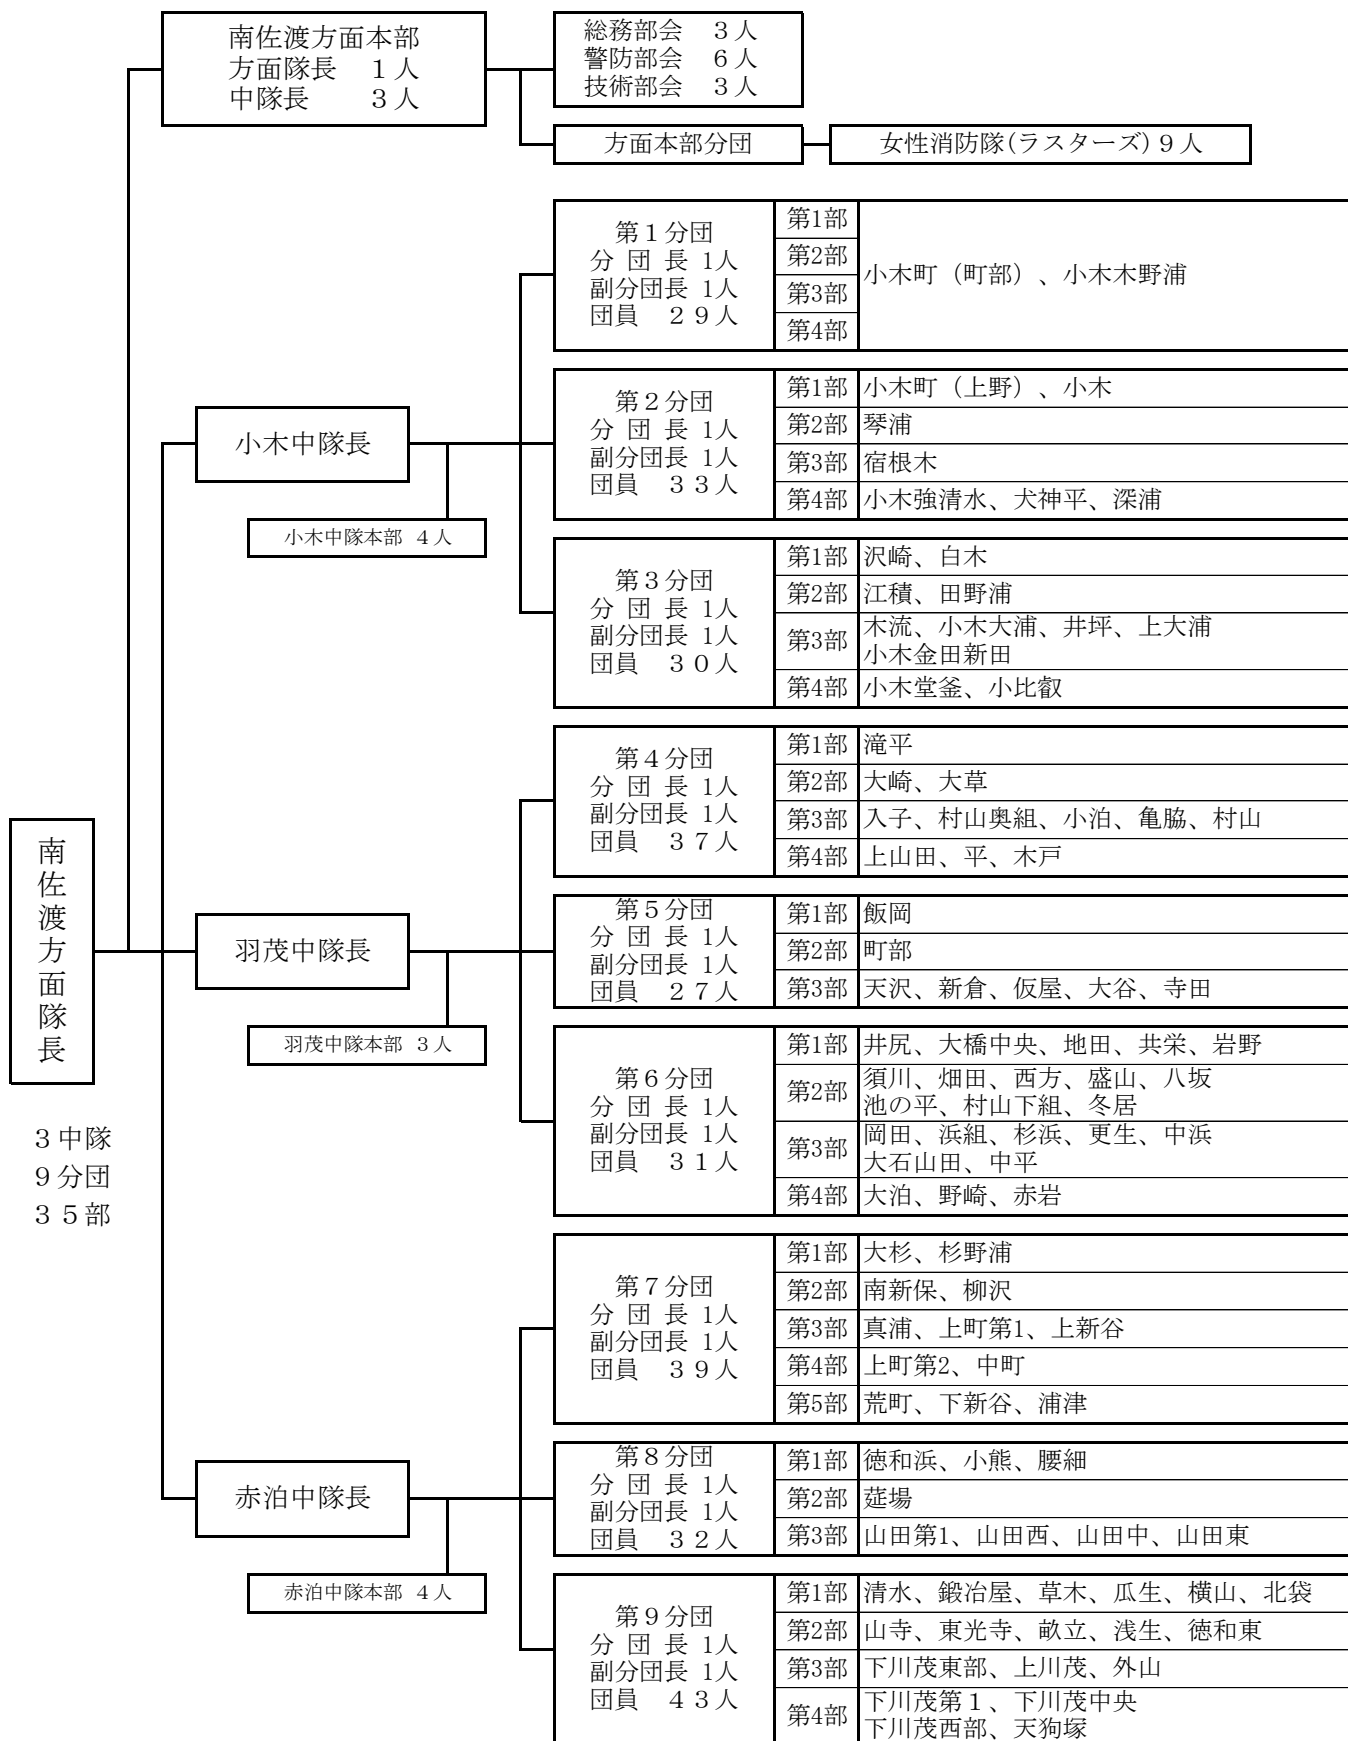 南佐渡方面本部
方面隊長　１人
中隊長　　３人
総務部会　３人
警防部会　６人
技術部会　３人
方面本部分団
女性消防隊(ラスターズ)９人
第１分団
分 団 長 1人
副分団長 1人
団員　２９人
第1部
第2部
第3部
第4部
小木町（町部）、小木木野浦
小木中隊長
小木中隊本部 ４人
第２分団
分 団 長 1人
副分団長 1人
団員　３３人
第1部 小木町（上野）、小木
第2部 琴浦
第3部 宿根木
第4部 小木強清水、犬神平、深浦
第３分団
分 団 長 1人
副分団長 1人
団員　３０人
第1部 沢崎、白木
第2部 江積、田野浦
第3部 木流、小木大浦、井坪、上大浦
小木金田新田
第4部 小木堂釜、小比叡
南佐渡方面隊長
３中隊
９分団
３５部
羽茂中隊長
羽茂中隊本部 ３人
第４分団
分 団 長 1人
副分団長 1人
団員　３７人
第1部 滝平
第2部 大崎、大草
第3部 入子、村山奥組、小泊、亀脇、村山
第4部 上山田、平、木戸
第５分団
分 団 長 1人
副分団長 1人
団員　２７人
第1部 飯岡
第2部 町部
第3部 天沢、新倉、仮屋、大谷、寺田
第６分団
分 団 長 1人
副分団長 1人
団員　３１人
第1部 井尻、大橋中央、地田、共栄、岩野
第2部 須川、畑田、西方、盛山、八坂
池の平、村山下組、冬居
第3部 岡田、浜組、杉浜、更生、中浜
大石山田、中平
第4部 大泊、野崎、赤岩
赤泊中隊長
赤泊中隊本部 ４人
第７分団
分 団 長 1人
副分団長 1人
団員　３９人
第1部 大杉、杉野浦
第2部 南新保、柳沢
第3部 真浦、上町第1、上新谷
第4部 上町第2、中町
第5部 荒町、下新谷、浦津
第８分団
分 団 長 1人
副分団長 1人
団員　３２人
第1部 徳和浜、小熊、腰細
第2部 莚場
第3部 山田第1、山田西、山田中、山田東
第９分団
分 団 長 1人
副分団長 1人
団員　４３人
第1部 清水、鍛冶屋、草木、瓜生、横山、北袋
第2部 山寺、東光寺、畝立、浅生、徳和東
第3部 下川茂東部、上川茂、外山
第4部 下川茂第１、下川茂中央
下川茂西部、天狗塚